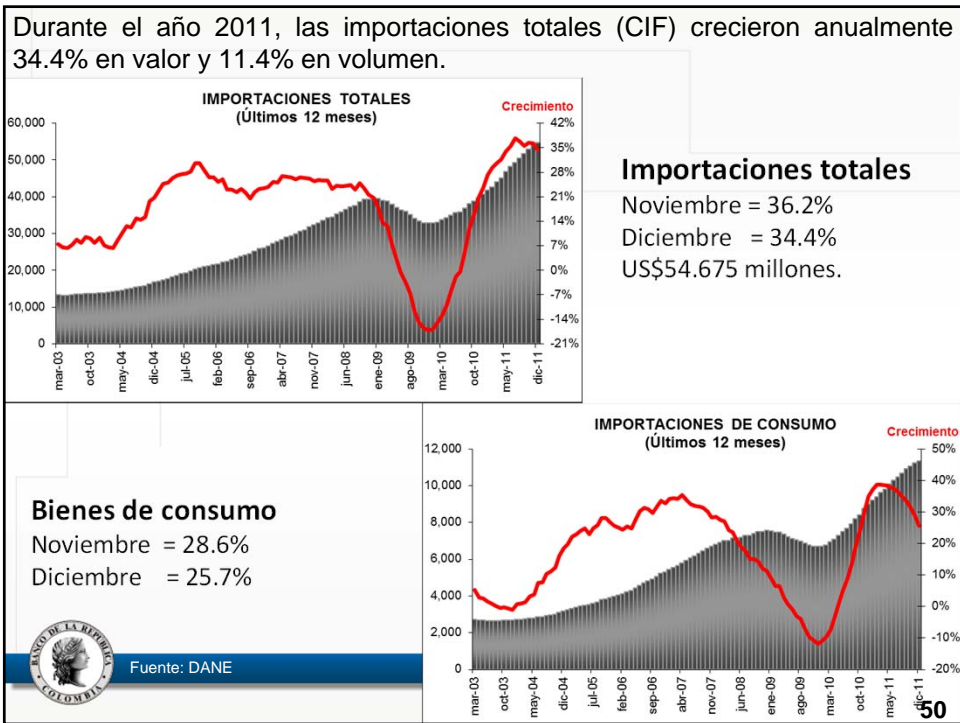 Durante el año 2011, las importaciones totales (CIF) crecieron anualmente
34.4% en valor y 11.4% en volumen.
IMPORTACIONES TOTALES
(Últimos 12 meses)
Crecimiento
60,000
50,000
40,000
30,000
20,000
10,000
0
42%
35%
28%
21%
14%
7%
0%
-7%
-14%
-21%
mar-03
oct-03
may-04
dic-04
jul-05
feb-06
sep-06
abr-07
nov-07
jun-08
ene-09
ago-09
mar-10
oct-10
may-11
dic-11
Importaciones totales
Noviembre = 36.2%
Diciembre = 34.4%
US$54.675 millones.
Bienes de consumo
Noviembre = 28.6%
Diciembre = 25.7%
IMPORTACIONES DE CONSUMO
(Últimos 12 meses)
Crecimiento
12,000
10,000
8,000
6,000
4,000
2,000
0
50%
40%
30%
20%
10%
0%
-10%
-20%
mar-03
oct-03
may-04
dic-04
jul-05
feb-06
sep-06
abr-07
nov-07
jun-08
ene-09
ago-09
mar-10
oct-10
may-11
dic-11
BANCO DE LA REPUBLICA
COLOMBIA
Fuente: DANE
50